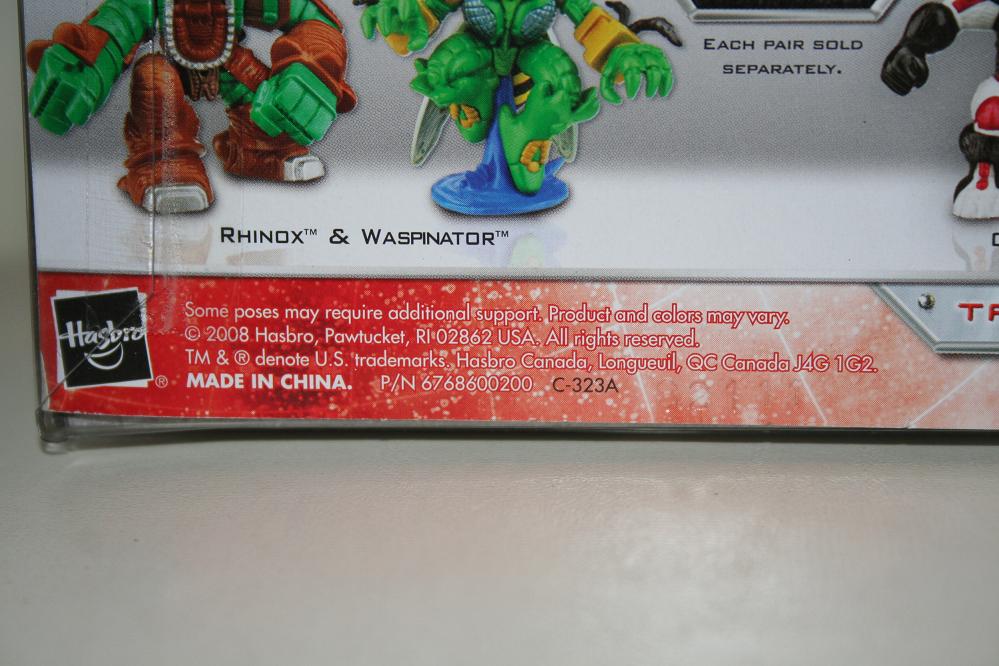 EACH PAIR SOLD
SEPARATELY.
RHINOX™ & WASPINATOR™
Hasbro
®
Some poses may require additional support. Product and colors may vary.
© 2008 Hasbro, Pawtucket, RI 02862 USA. All rights reserved.
TM & ® denote U.S. trademarks. Hasbro Canada, Longueuil, QC Canada J4G 1G2.
MADE IN CHINA. P/N 6768600200 C-323A